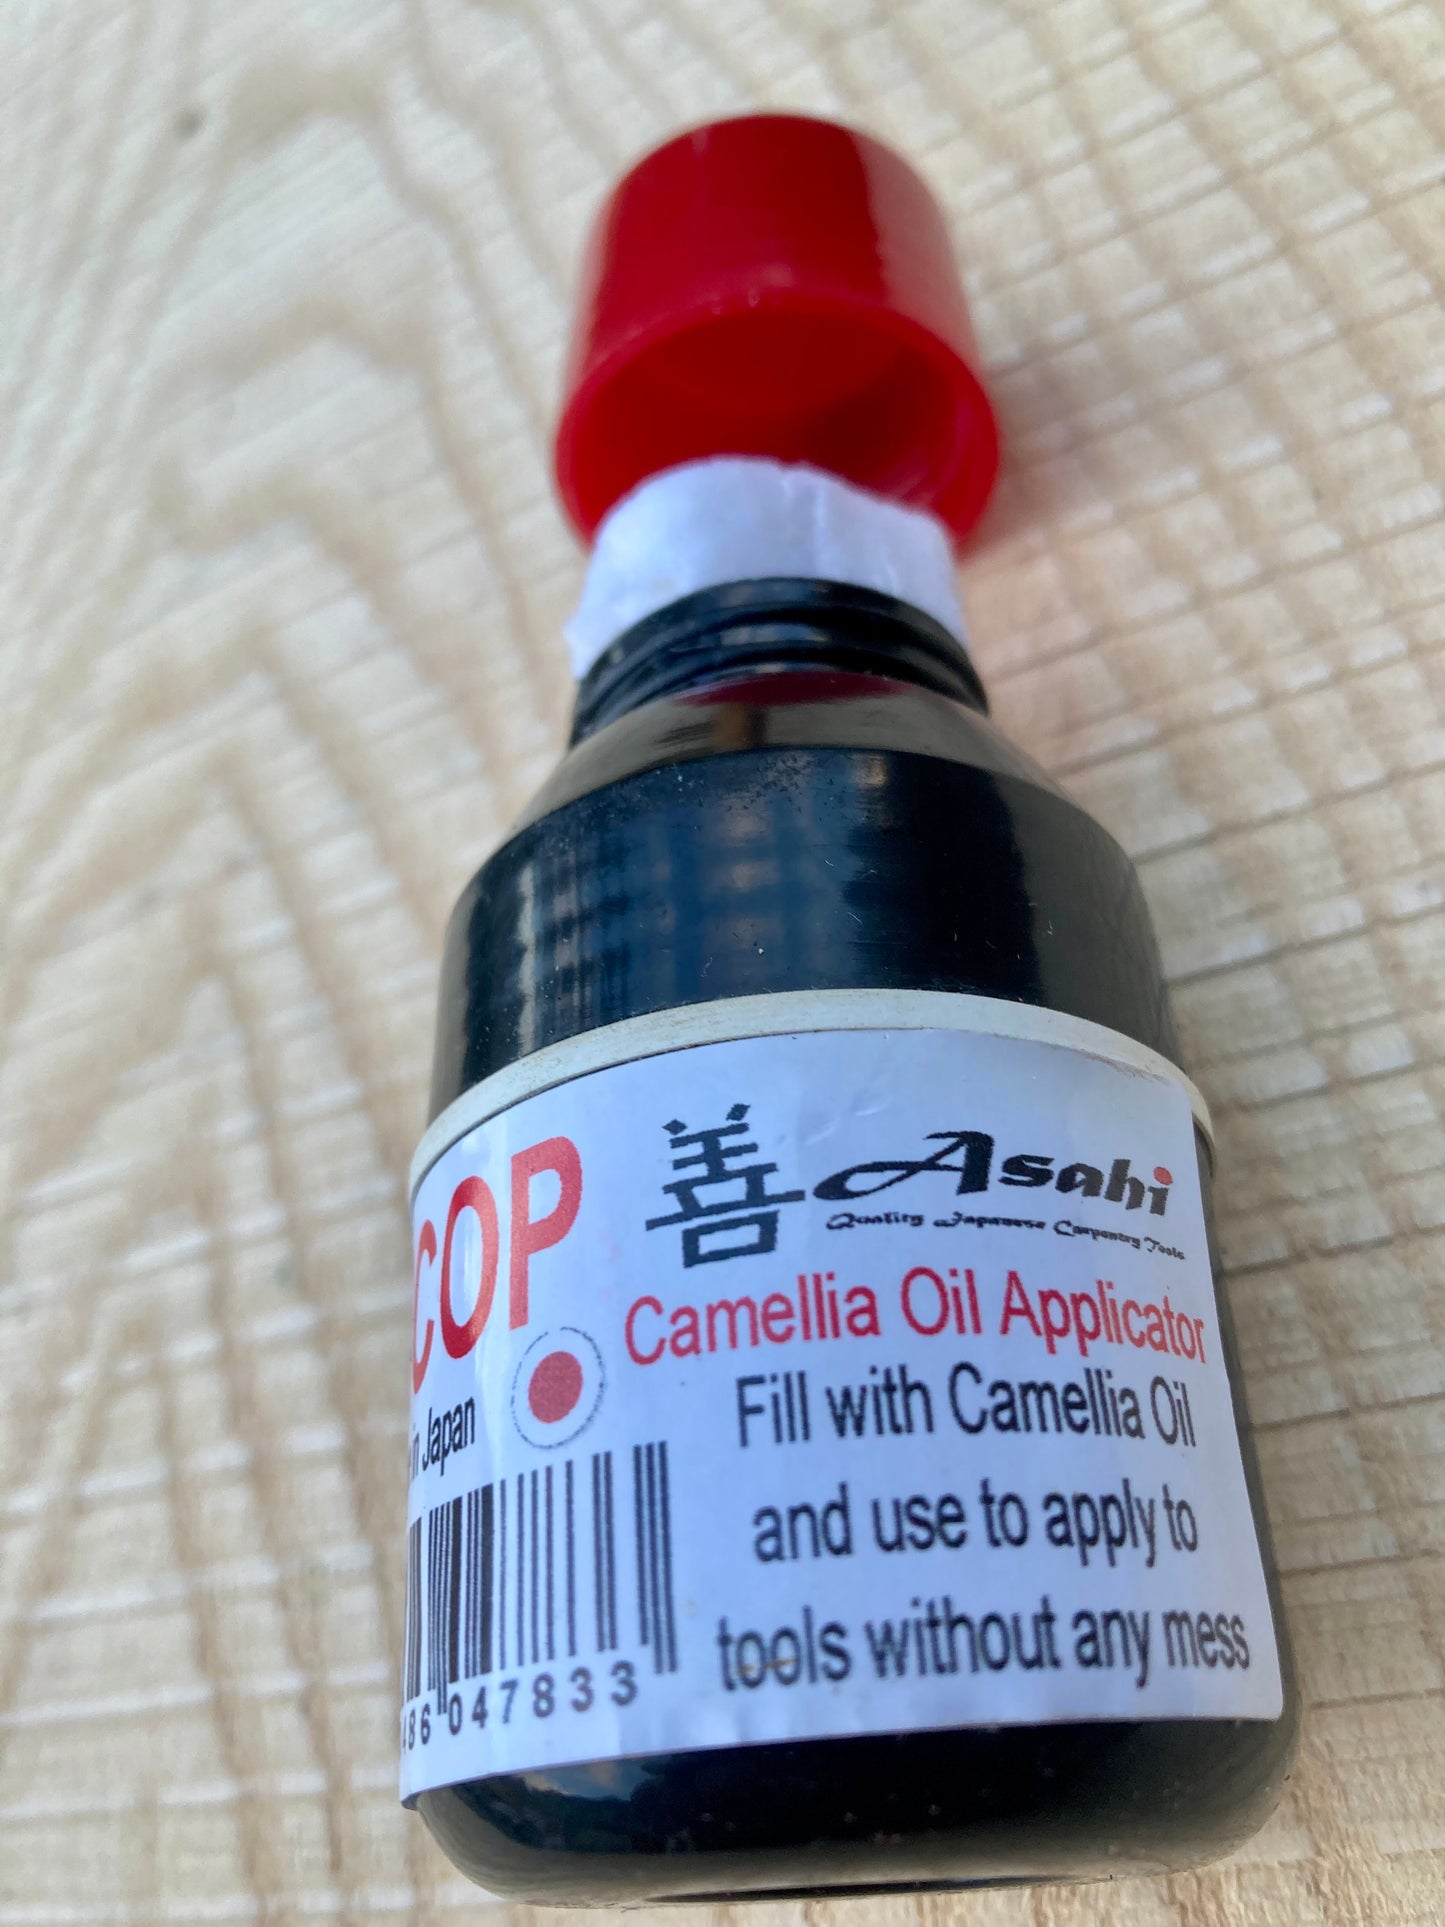 COP
in Japan
486 047833
善 Asahi
Quality Japanese Carpentry Tools
Camellia Oil Applicator
Fill with Camellia Oil
and use to apply to
tools without any mess